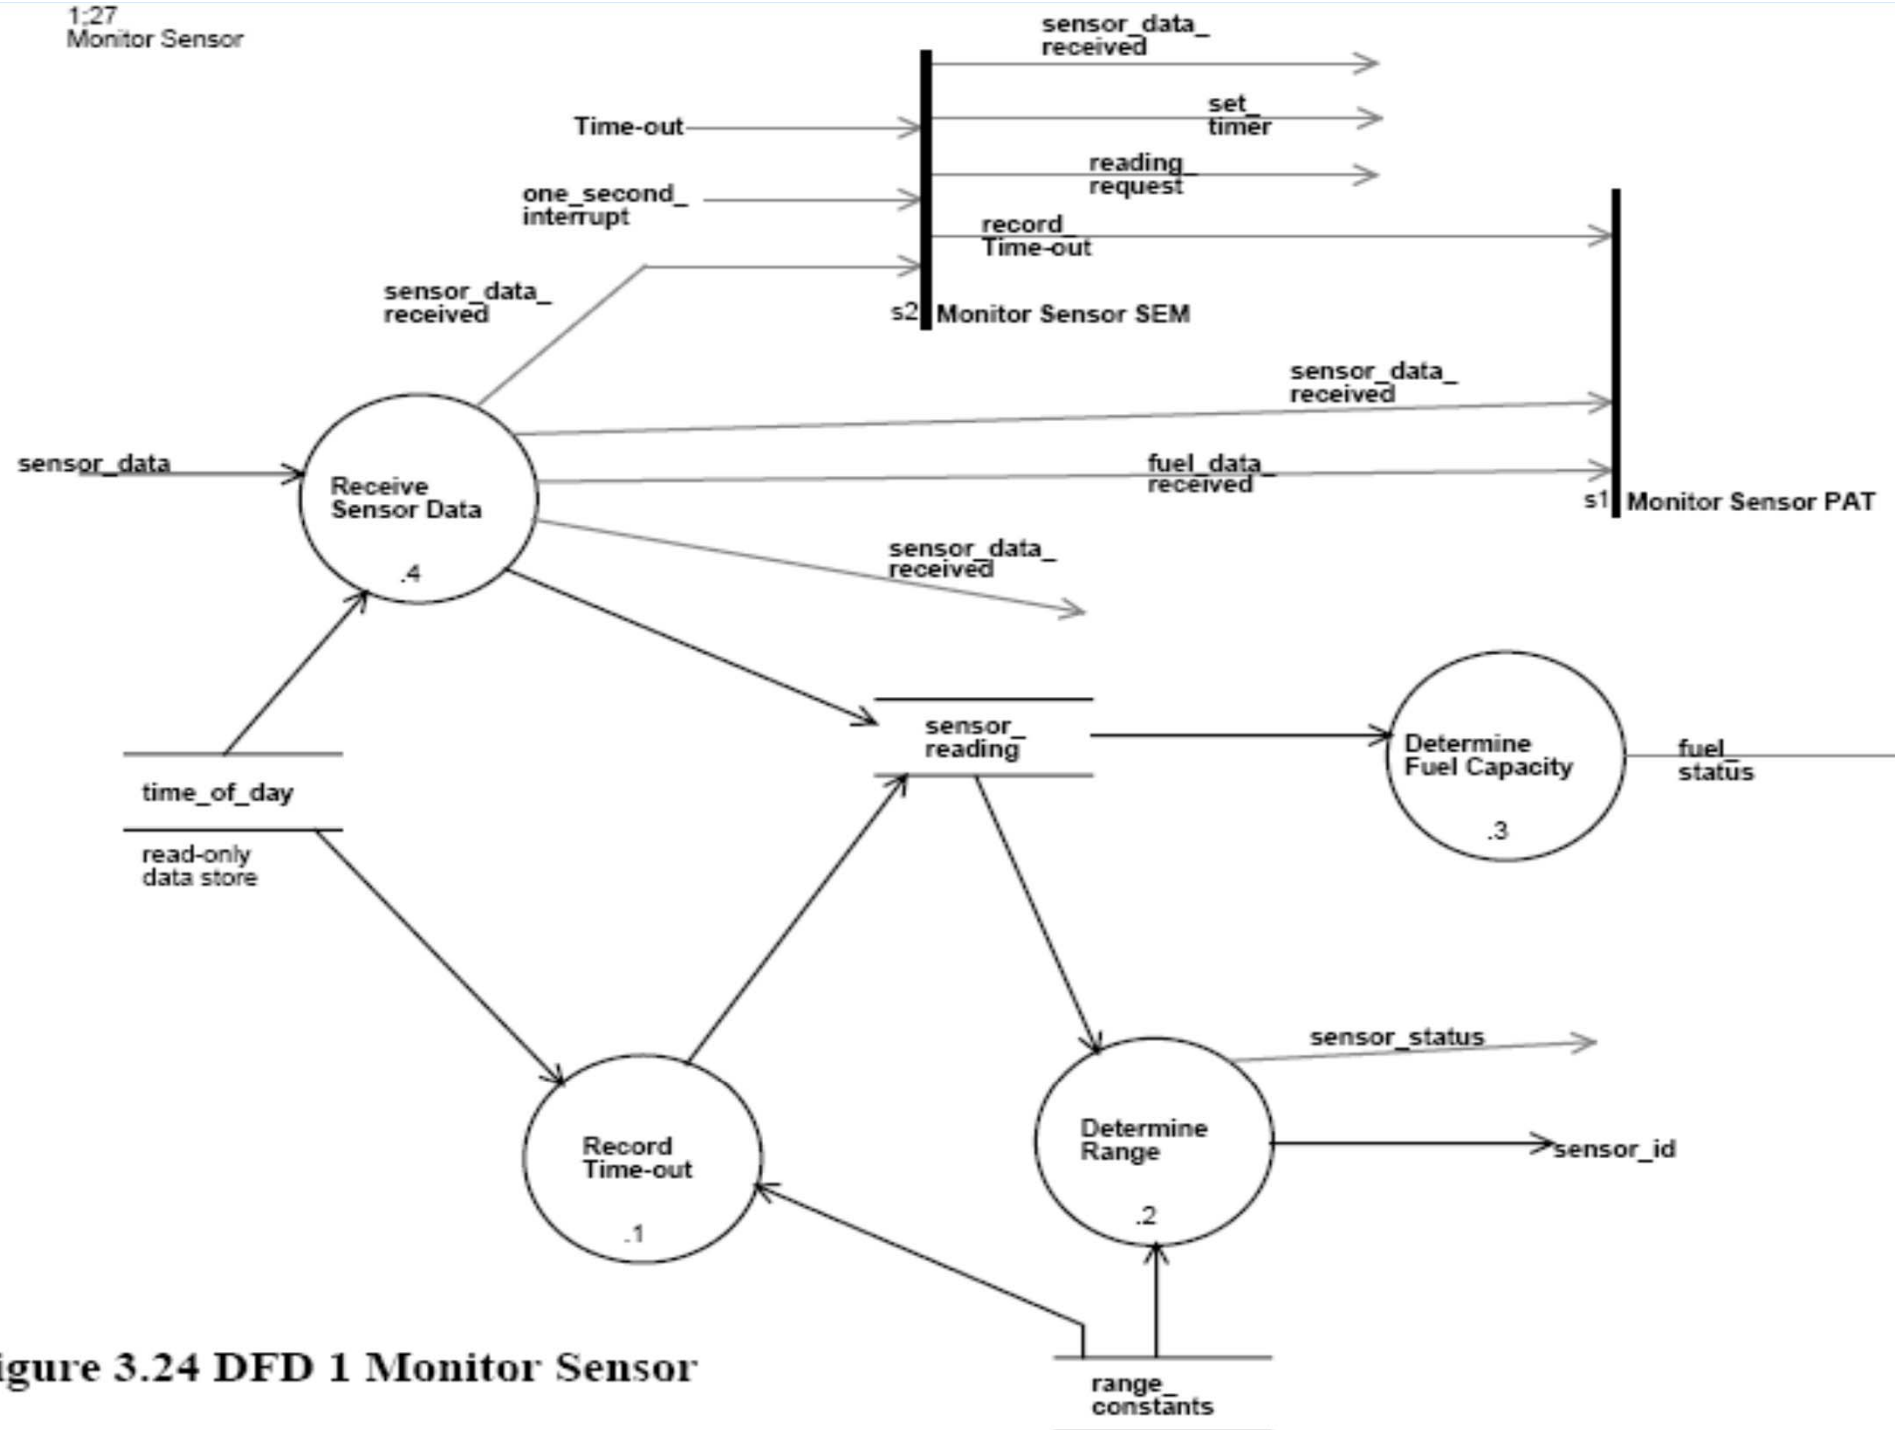 1;27
Monitor Sensor
sensor_data_
received
set_
timer
Time-out
reading_
request
one_second_
interrupt
record_
Time-out
sensor_data_
received
s2
Monitor Sensor SEM
sensor_data_
received
sensor_data
fuel_data_
received
Receive
Sensor Data
.4
s1
Monitor Sensor PAT
sensor_data_
received
sensor_
reading
Determine
Fuel Capacity
.3
fuel_
status
time_of_day
read-only
data store
sensor_status
Determine
Range
.2
sensor_id
Record
Time-out
.1
igure 3.24 DFD 1 Monitor Sensor
range_
constants